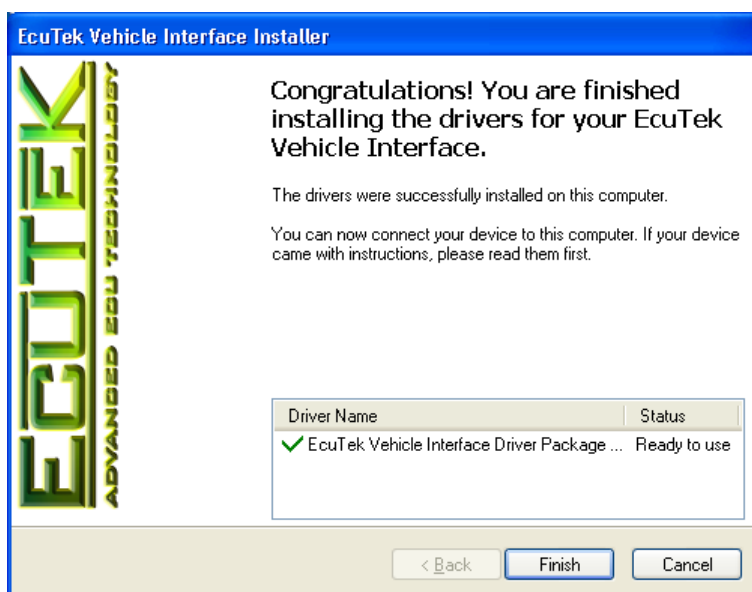 EcuTek Vehicle Interface Installer
ECUTEK
ADVANCED ECU TECHNOLOGY
Congratulations! You are finished
installing the drivers for your EcuTek
Vehicle Interface.
The drivers were successfully installed on this computer.
You can now connect your device to this computer. If your device
came with instructions, please read them first.
Driver Name Status
EcuTek Vehicle Interface Driver Package ... Ready to use
< Back Finish Cancel